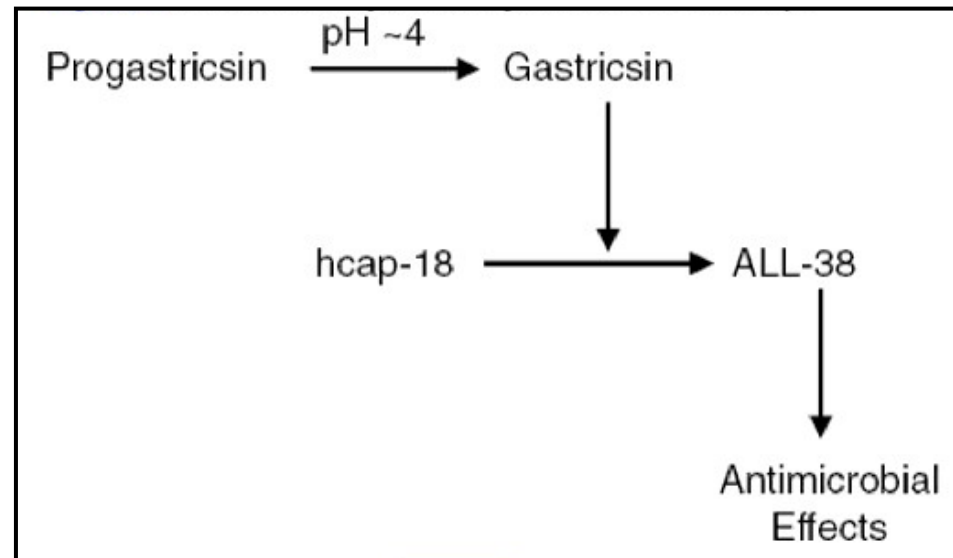 pH ~4
Progastricsin Gastricsin
hcap-18 ALL-38
Antimicrobial
Effects